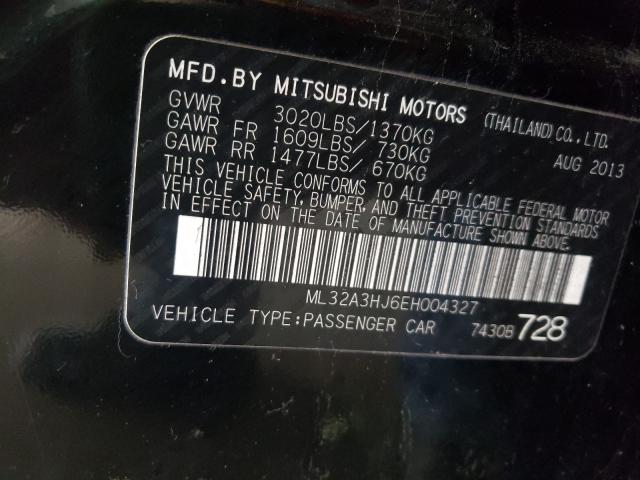 MFD. BY MITSUBISHI MOTORS (THAILAND) CO., LTD.
GVWR 3020LBS/1370KG AUG 2013
GAWR FR 1609LBS/ 730KG
GAWR RR 1477LBS/ 670KG
THIS VEHICLE CONFORMS TO ALL APPLICABLE FEDERAL MOTOR
VEHICLE SAFETY, BUMPER, AND THEFT PREVENTION STANDARDS
IN EFFECT ON THE DATE OF MANUFACTURE SHOWN ABOVE.
ML32A3HJ6EH004327
VEHICLE TYPE:PASSENGER CAR 7430B 728